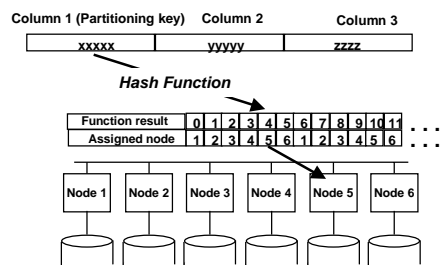 Column 1 (Partitioning key) Column 2 Column 3
xxxxx yyyyy zzzz
Hash Function
Function result 0 1 2 3 4 5 6 7 8 9 10 11 . . .
Assigned node 1 2 3 4 5 6 1 2 3 4 5 6 . . .
Node 1 Node 2 Node 3 Node 4 Node 5 Node 6